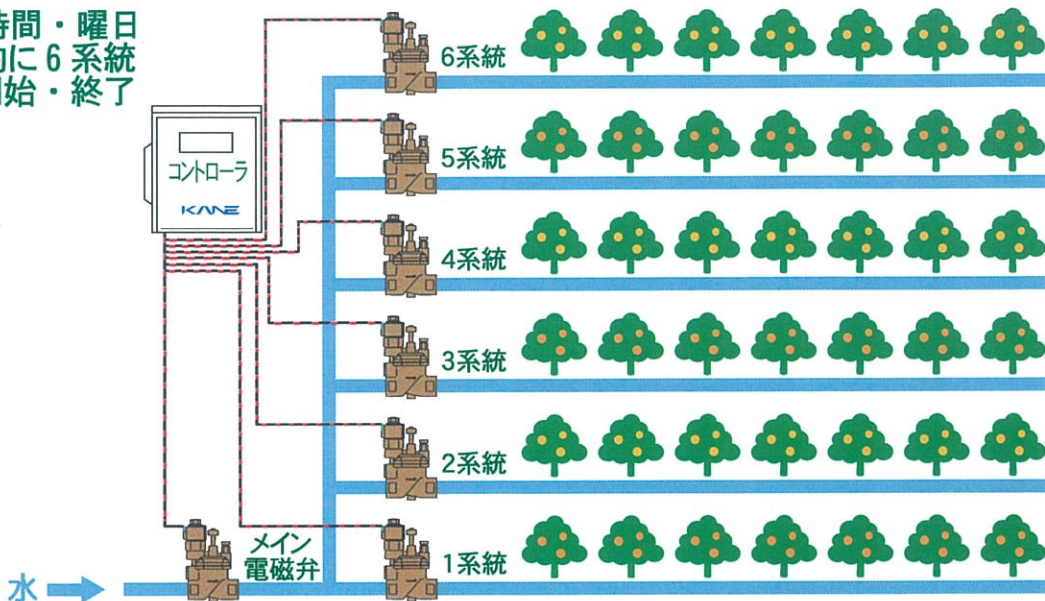 時間・曜日
的に6系統
開始・終了
コントローラ
KANE
6系統
5系統
4系統
3系統
2系統
1系統
メイン
電磁弁
水